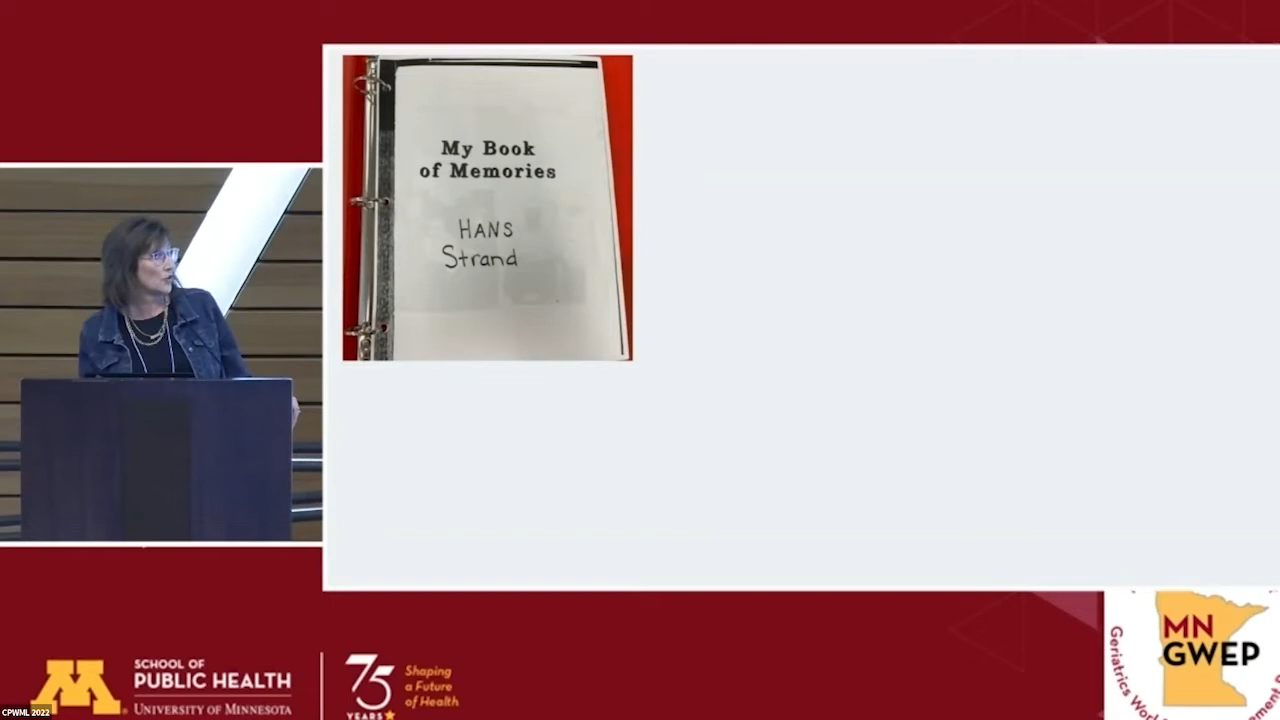 My Book
of Memories
HANS
Strand
SCHOOL OF
PUBLIC HEALTH
UNIVERSITY OF MINNESOTA
75
YEARS
Shaping
a Future
of Health
MN
GWEP
Geriatrics
CPWML 2022